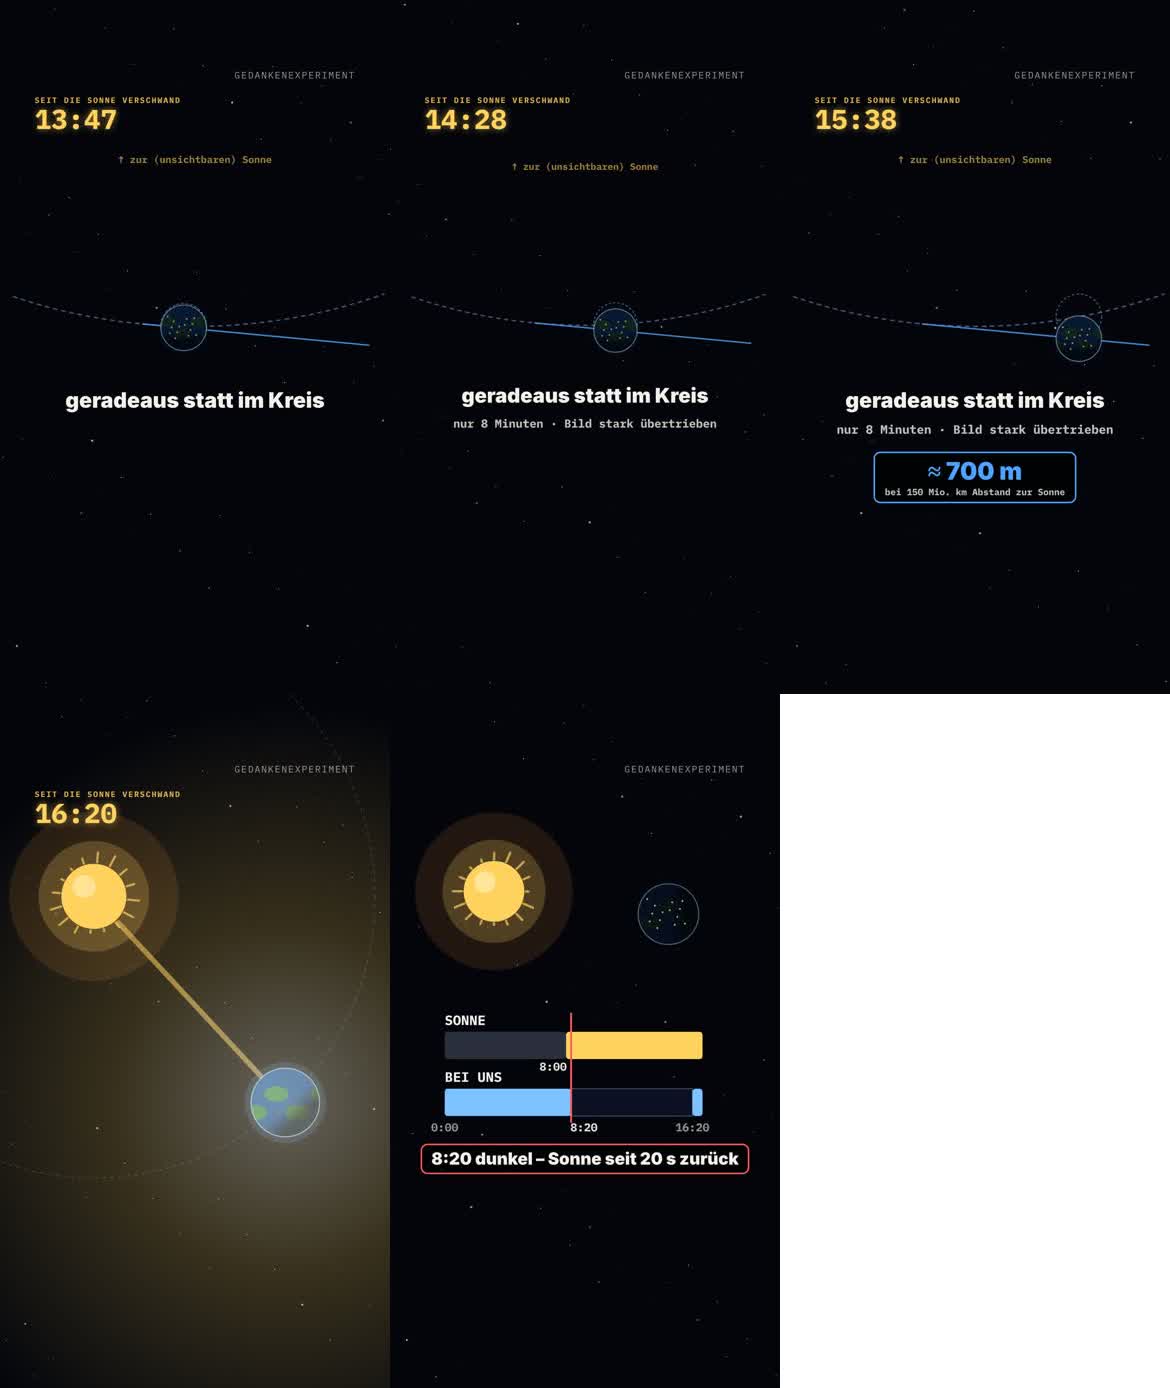 GEDANKENEXPERIMENT
SEIT DIE SONNE VERSCHWAND
13:47
↑ zur (unsichtbaren) Sonne
geradeaus statt im Kreis
GEDANKENEXPERIMENT
SEIT DIE SONNE VERSCHWAND
14:28
↑ zur (unsichtbaren) Sonne
geradeaus statt im Kreis
nur 8 Minuten · Bild stark übertrieben
GEDANKENEXPERIMENT
SEIT DIE SONNE VERSCHWAND
15:38
↑ zur (unsichtbaren) Sonne
geradeaus statt im Kreis
nur 8 Minuten · Bild stark übertrieben
≈ 700 m
bei 150 Mio. km Abstand zur Sonne
GEDANKENEXPERIMENT
SEIT DIE SONNE VERSCHWAND
16:20
GEDANKENEXPERIMENT
SONNE
8:00
BEI UNS
0:00 8:20 16:20
8:20 dunkel – Sonne seit 20 s zurück